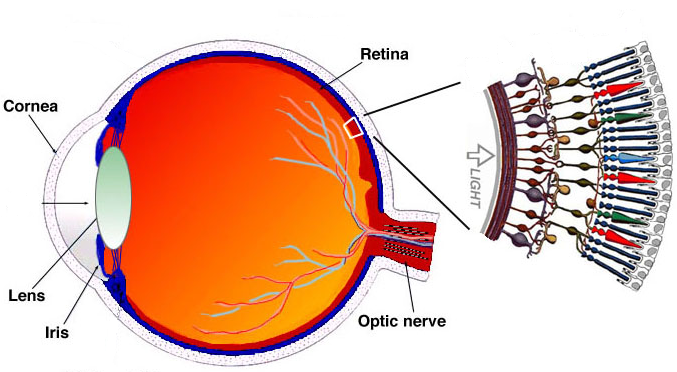 Retina
Cornea
LIGHT
Lens
Iris
Optic nerve